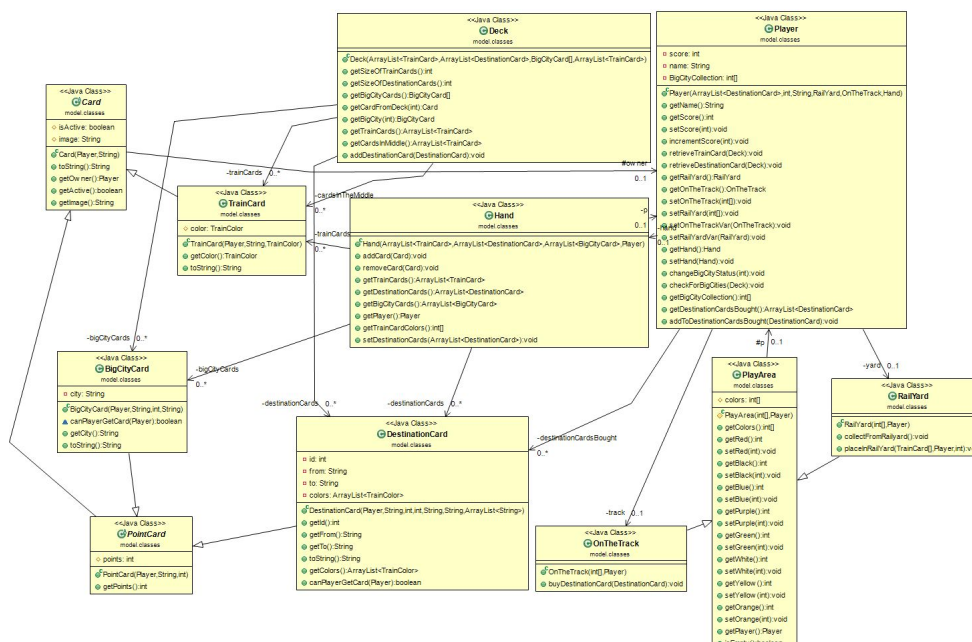 <<Java Class>>
Deck
model.classes
Deck(ArrayList<TrainCard>,ArrayList<DestinationCard>,BigCityCard[],ArrayList<TrainCard>)
getSizeOfTrainCards():int
getSizeOfDestinationCards():int
getBigCityCards():BigCityCard[]
getCardFromDeck(int):Card
getBigCity(int):BigCityCard
getTrainCards():ArrayList<TrainCard>
getCardsInMiddle():ArrayList<TrainCard>
addDestinationCard(DestinationCard):void
<<Java Class>>
Player
model.classes
score: int
name: String
BigCityCollection: int[]
Player(ArrayList<DestinationCard>,int,String,RailYard,OnTheTrack,Hand)
getName():String
getScore():int
setScore(int):void
incrementScore(int):void
retrieveTrainCard(Deck):void
retrieveDestinationCard(Deck):void
getRailYard():RailYard
getOnTheTrack():OnTheTrack
setOnTheTrack(int[]):void
setRailYard(int[]):void
setOnTheTrackVar(OnTheTrack):void
setRailYardVar(RailYard):void
getHand():Hand
setHand(Hand):void
changeBigCityStatus(int):void
checkForBigCities(Deck):void
getBigCityCollection():int[]
getDestinationCardsBought():ArrayList<DestinationCard>
addToDestinationCardsBought(DestinationCard):void
<<Java Class>>
Card
model.classes
isActive: boolean
image: String
Card(Player,String)
toString():String
getOwner():Player
getActive():boolean
getImage():String
#owner
0..1
-trainCards
0..*
-cardsInTheMiddle
0..*
<<Java Class>>
TrainCard
model.classes
color: TrainColor
TrainCard(Player,String,TrainColor)
getColor():TrainColor
toString():String
-trainCards
0..*
<<Java Class>>
Hand
model.classes
Hand(ArrayList<TrainCard>,ArrayList<DestinationCard>,ArrayList<BigCityCard>,Player)
addCard(Card):void
removeCard(Card):void
getTrainCards():ArrayList<TrainCard>
getDestinationCards():ArrayList<DestinationCard>
getBigCityCards():ArrayList<BigCityCard>
getPlayer():Player
getTrainCardColors():int[]
setDestinationCards(ArrayList<DestinationCard>):void
-p
0..1
-hand
0..1
-bigCityCards
0..*
<<Java Class>>
BigCityCard
model.classes
city: String
BigCityCard(Player,String,int,String)
canPlayerGetCard(Player):boolean
getCity():String
toString():String
-bigCityCards
0..*
-destinationCards
0..*
-destinationCards
0..*
<<Java Class>>
DestinationCard
model.classes
id: int
from: String
to: String
colors: ArrayList<TrainColor>
DestinationCard(Player,String,int,int,String,String,ArrayList<String>)
getId():int
getFrom():String
getTo():String
toString():String
getColors():ArrayList<TrainColor>
canPlayerGetCard(Player):boolean
-destinationCardsBought
0..*
<<Java Class>>
PointCard
model.classes
points: int
PointCard(Player,String,int)
getPoints():int
-track
0..1
<<Java Class>>
OnTheTrack
model.classes
OnTheTrack(int[],Player)
buyDestinationCard(DestinationCard):void
#p
0..1
<<Java Class>>
PlayArea
model.classes
colors: int[]
PlayArea(int[],Player)
getColors():int[]
getRed():int
setRed(int):void
getBlack():int
setBlack(int):void
getBlue():int
setBlue(int):void
getPurple():int
setPurple(int):void
getGreen():int
setGreen(int):void
getWhite():int
setWhite(int):void
getYellow():int
setYellow(int):void
getOrange():int
setOrange(int):void
getPlayer():Player
-yard
0..1
<<Java Class>>
RailYard
model.classes
RailYard(int[],Player)
collectFromRailyard():void
placeInRailYard(TrainCard[],Player,int):v